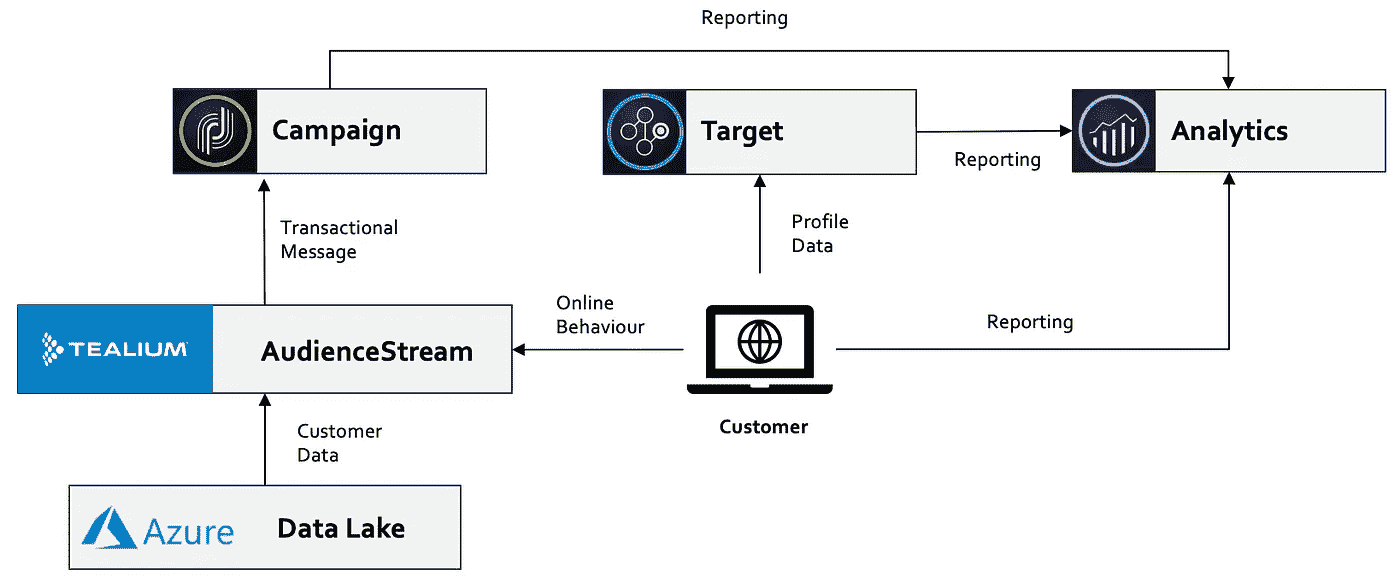 Reporting
Campaign
Target
Analytics
Reporting
Transactional
Message
Profile
Data
Online
Behaviour
Reporting
TEALIUM
AudienceStream
Customer
Customer
Data
Azure
Data Lake